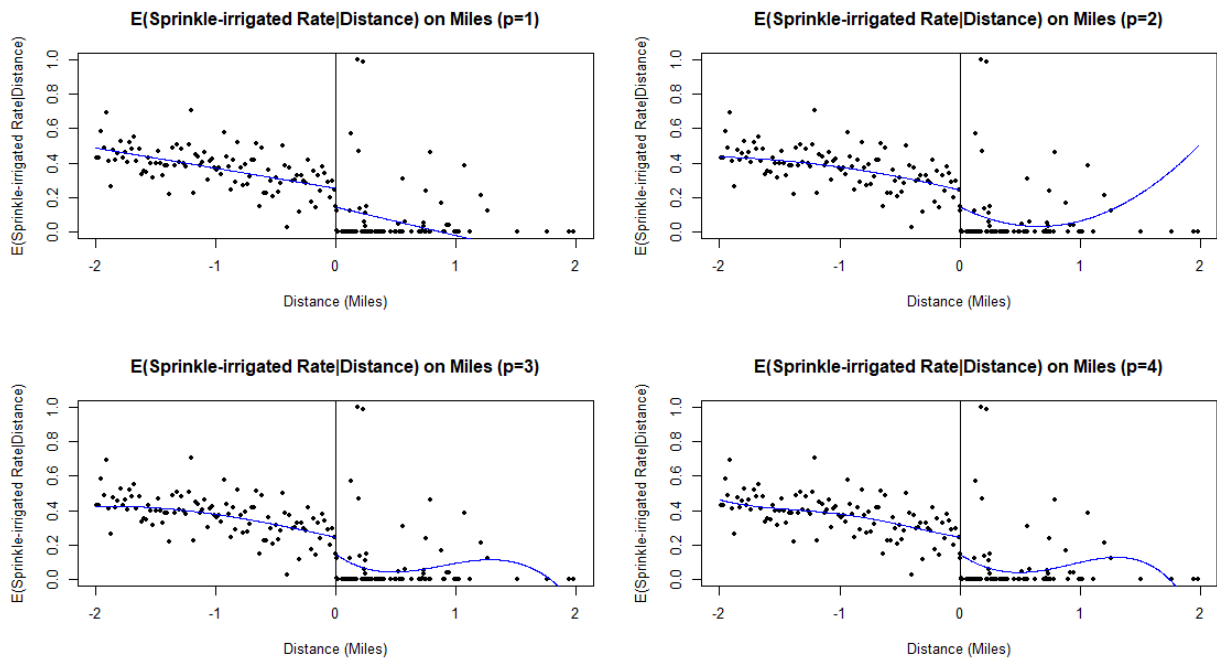 E(Sprinkle-irrigated Rate|Distance) on Miles (p=1)
E(Sprinkle-irrigated Rate|Distance)
1.0
0.8
0.6
0.4
0.2
0.0
-2 -1 0 1 2
Distance (Miles)
E(Sprinkle-irrigated Rate|Distance) on Miles (p=2)
E(Sprinkle-irrigated Rate|Distance)
1.0
0.8
0.6
0.4
0.2
0.0
-2 -1 0 1 2
Distance (Miles)
E(Sprinkle-irrigated Rate|Distance) on Miles (p=3)
E(Sprinkle-irrigated Rate|Distance)
1.0
0.8
0.6
0.4
0.2
0.0
-2 -1 0 1 2
Distance (Miles)
E(Sprinkle-irrigated Rate|Distance) on Miles (p=4)
E(Sprinkle-irrigated Rate|Distance)
1.0
0.8
0.6
0.4
0.2
0.0
-2 -1 0 1 2
Distance (Miles)